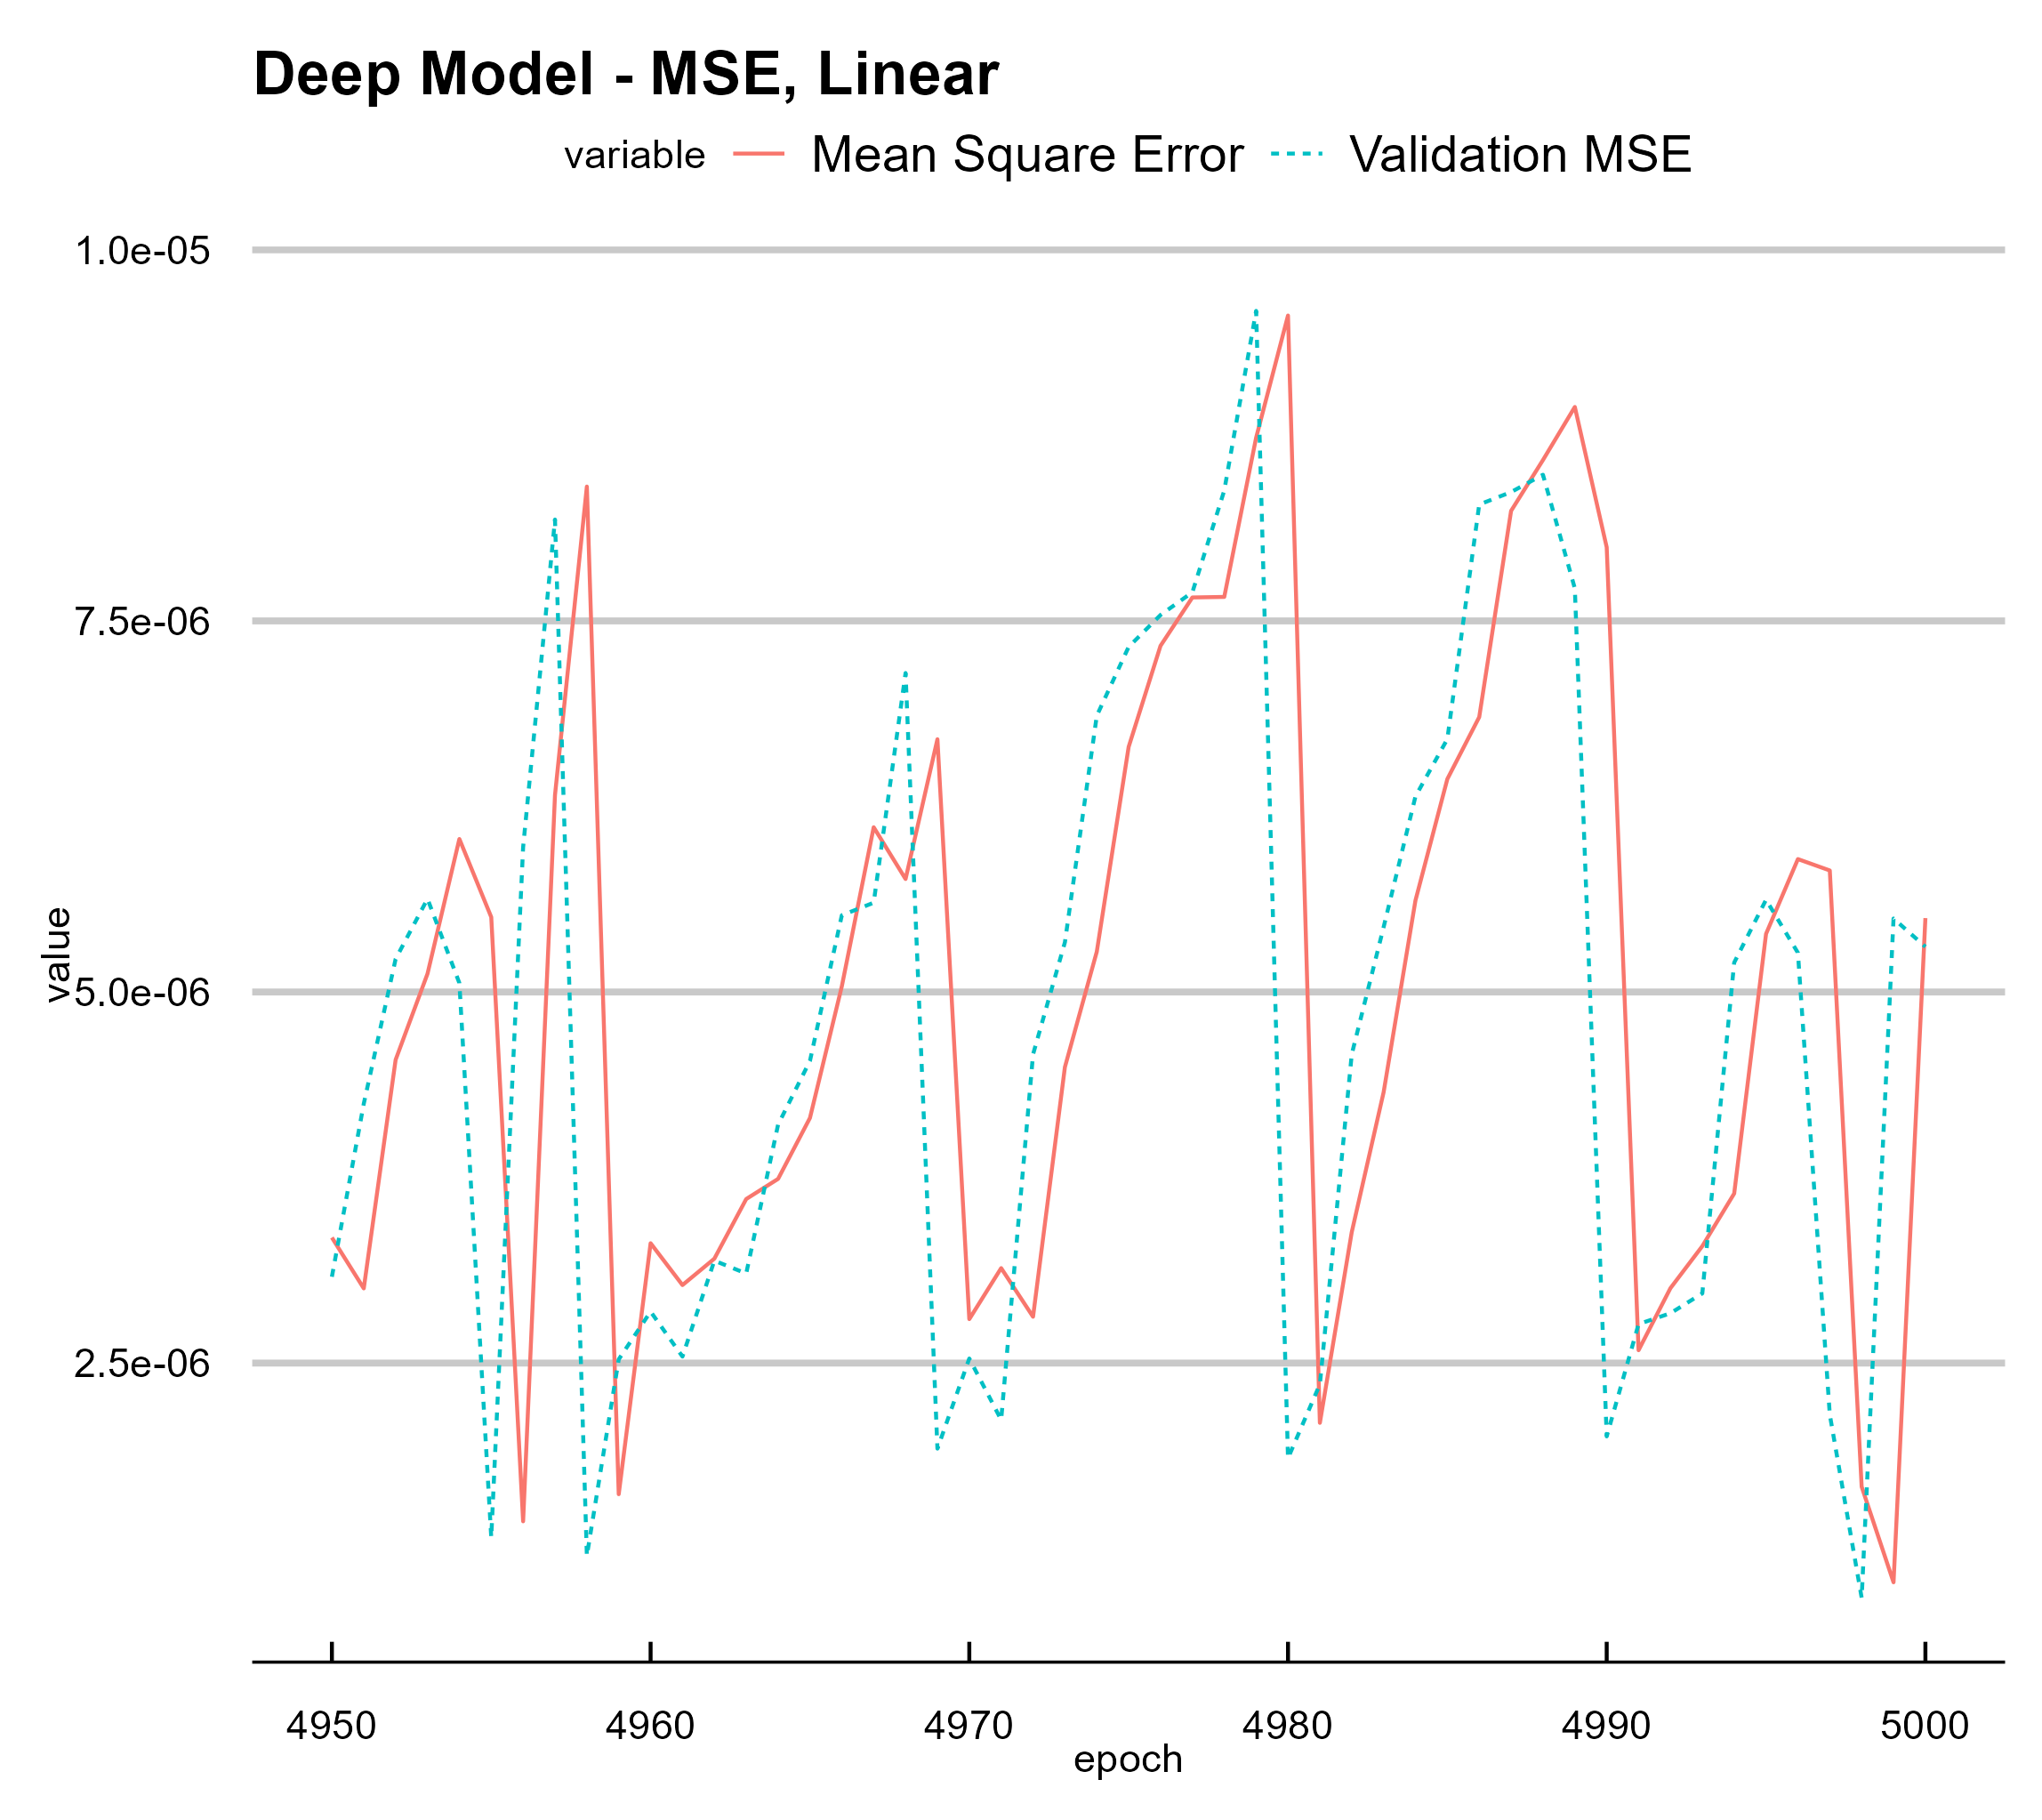 Deep Model - MSE, Linear
variable Mean Square Error Validation MSE
1.0e-05
7.5e-06
value
5.0e-06
2.5e-06
4950 4960 4970 4980 4990 5000
epoch